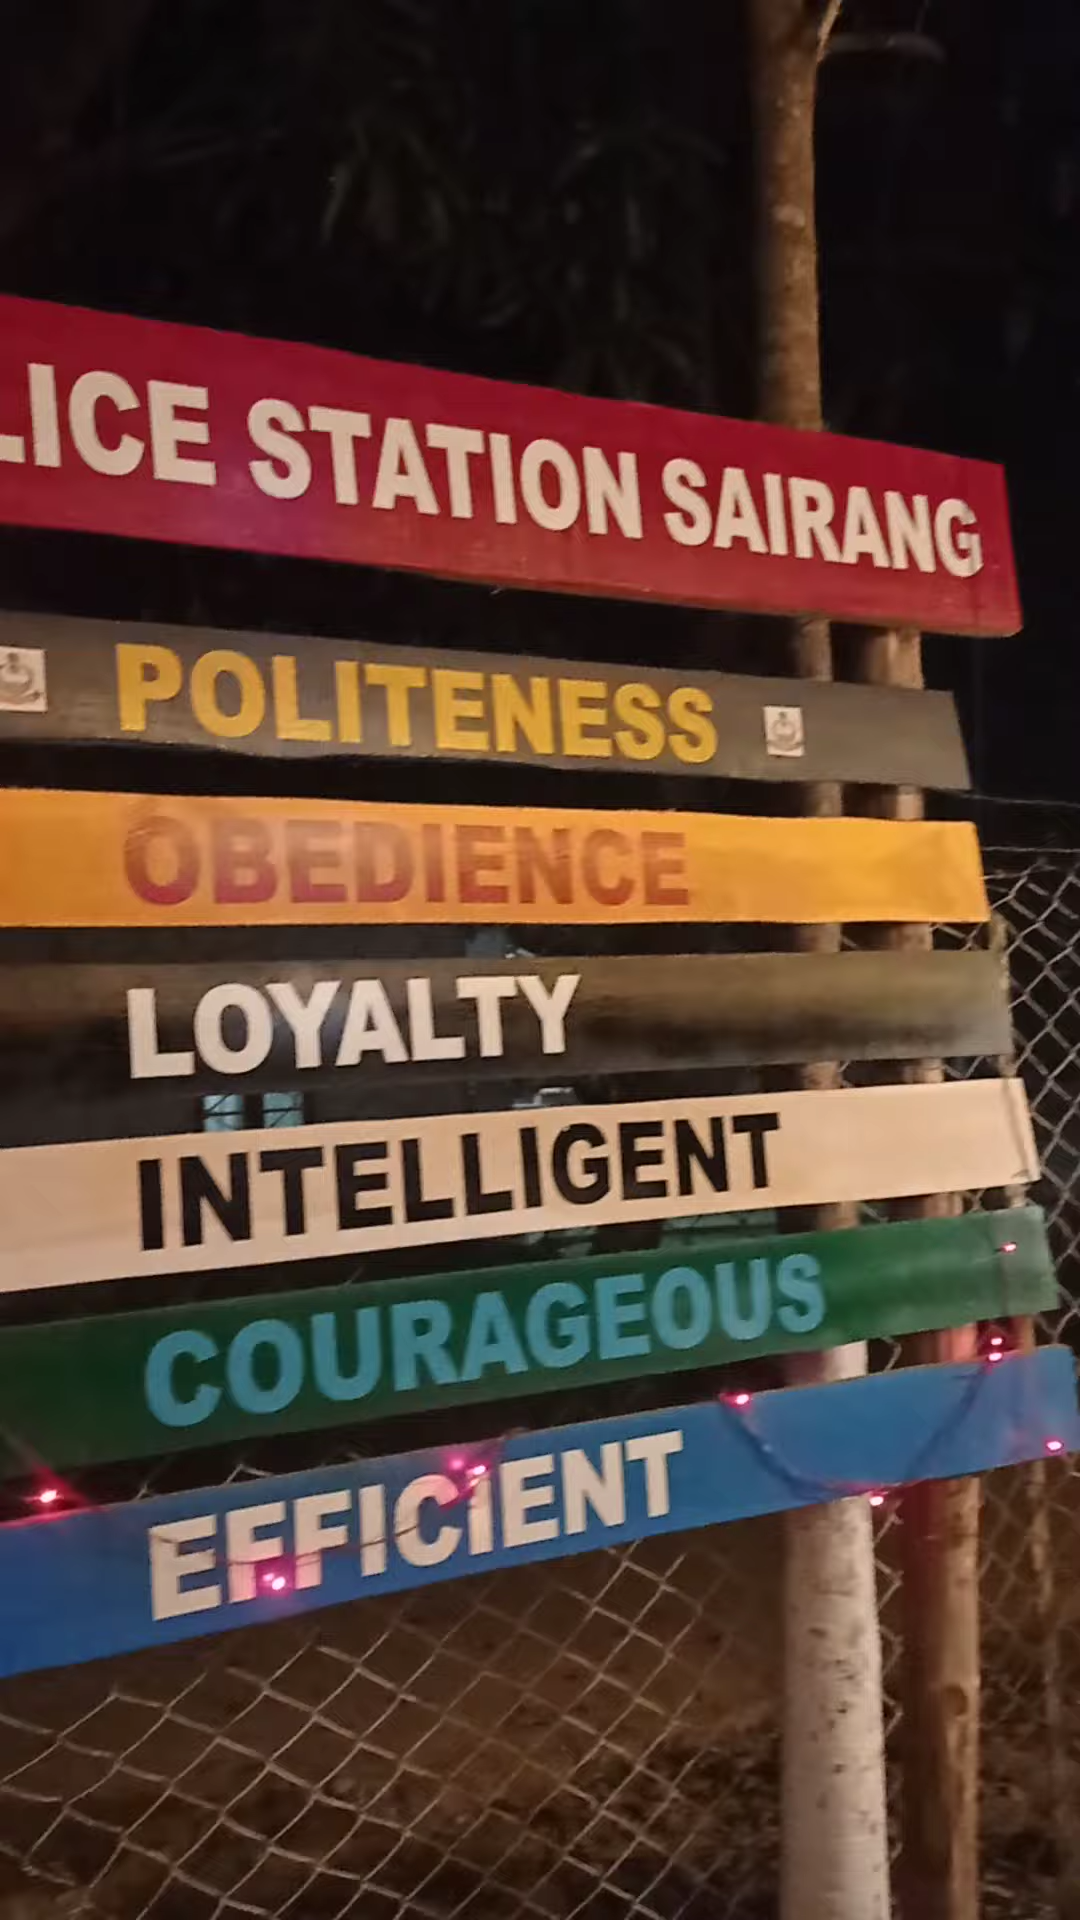 LICE STATION SAIRANG
POLITENESS
OBEDIENCE
LOYALTY
INTELLIGENT
COURAGEOUS
EFFICIENT